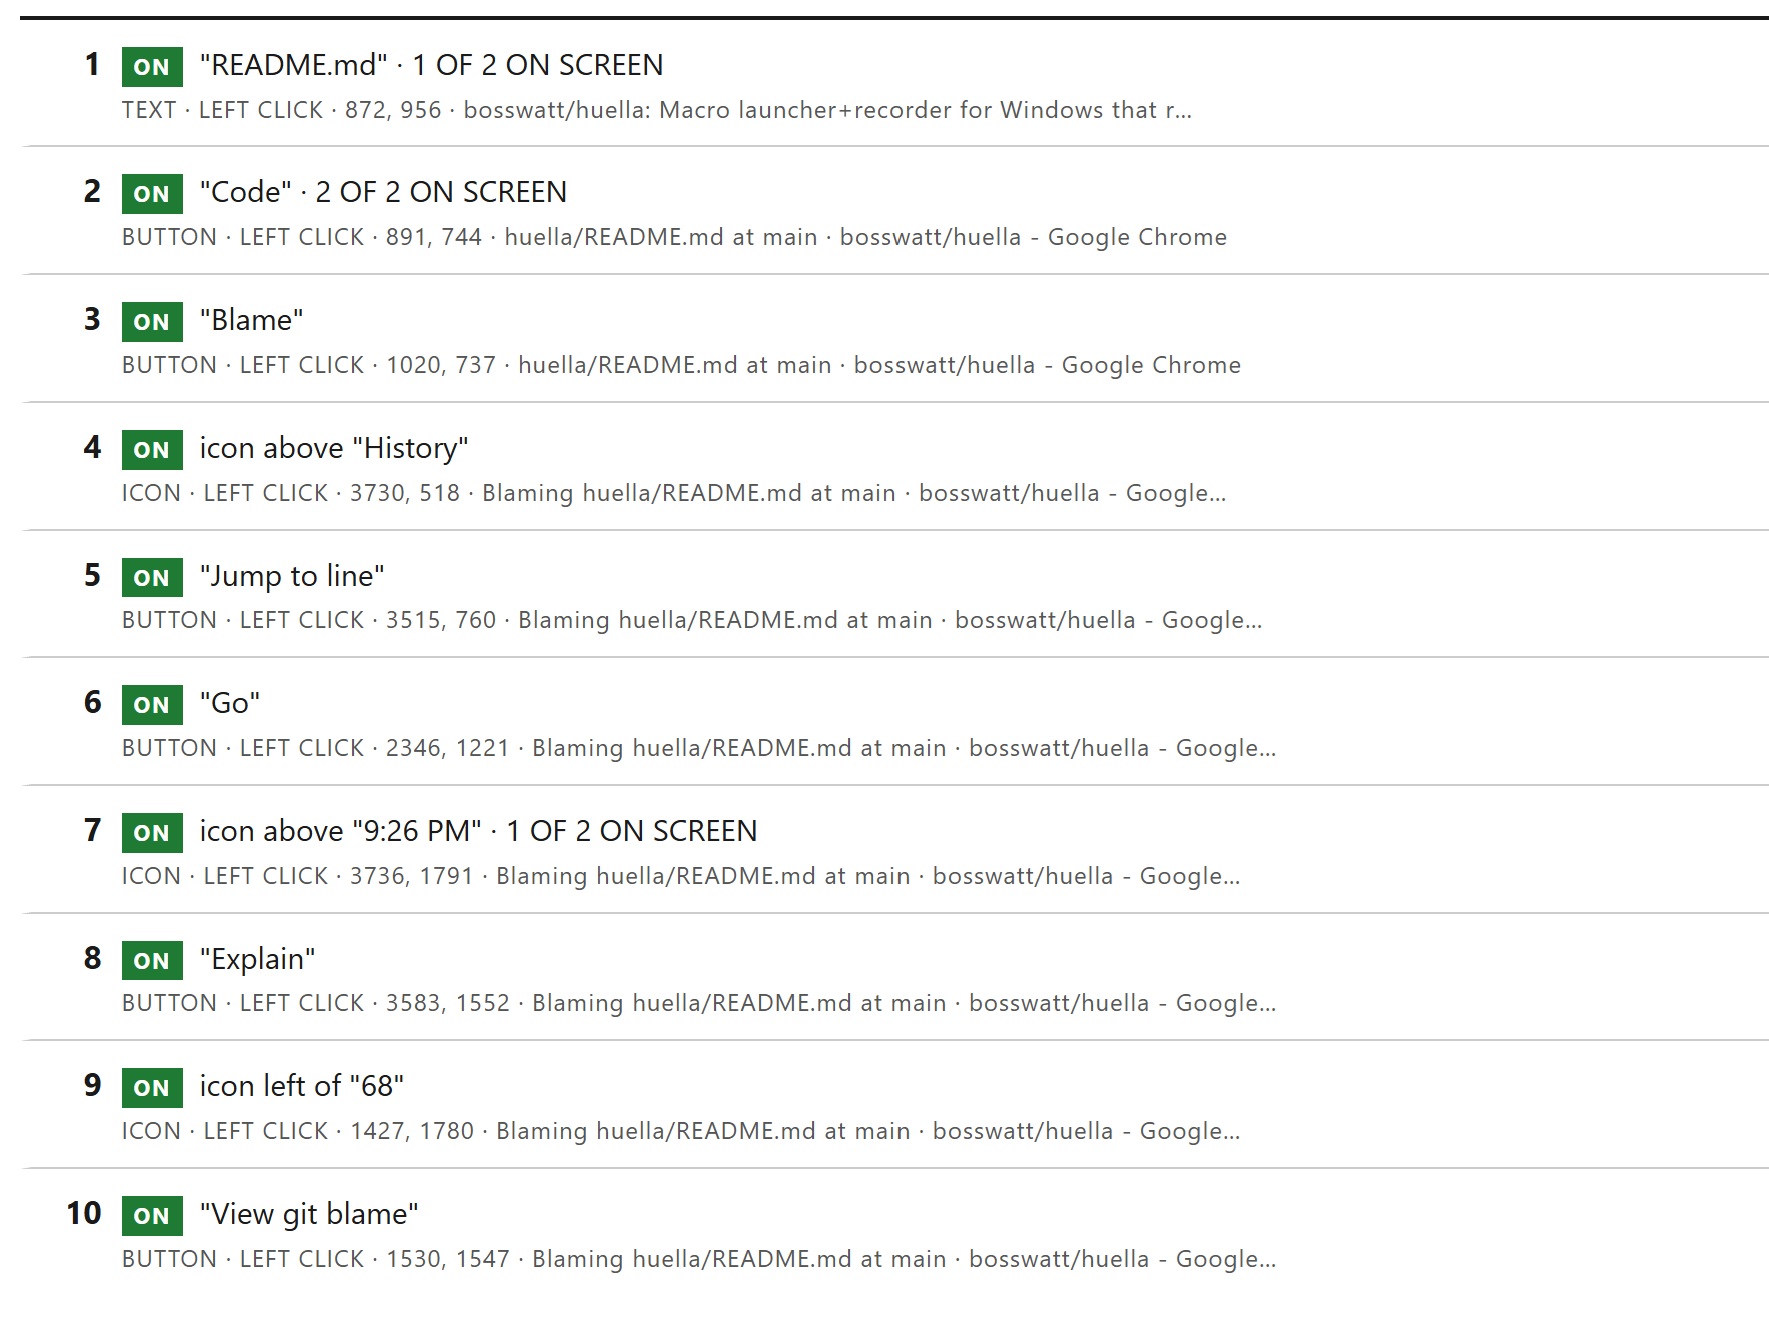 1 ON "README.md" · 1 OF 2 ON SCREEN
TEXT · LEFT CLICK · 872, 956 · bosswatt/huella: Macro launcher+recorder for Windows that r...
2 ON "Code" · 2 OF 2 ON SCREEN
BUTTON · LEFT CLICK · 891, 744 · huella/README.md at main · bosswatt/huella - Google Chrome
3 ON "Blame"
BUTTON · LEFT CLICK · 1020, 737 · huella/README.md at main · bosswatt/huella - Google Chrome
4 ON icon above "History"
ICON · LEFT CLICK · 3730, 518 · Blaming huella/README.md at main · bosswatt/huella - Google...
5 ON "Jump to line"
BUTTON · LEFT CLICK · 3515, 760 · Blaming huella/README.md at main · bosswatt/huella - Google...
6 ON "Go"
BUTTON · LEFT CLICK · 2346, 1221 · Blaming huella/README.md at main · bosswatt/huella - Google...
7 ON icon above "9:26 PM" · 1 OF 2 ON SCREEN
ICON · LEFT CLICK · 3736, 1791 · Blaming huella/README.md at main · bosswatt/huella - Google...
8 ON "Explain"
BUTTON · LEFT CLICK · 3583, 1552 · Blaming huella/README.md at main · bosswatt/huella - Google...
9 ON icon left of "68"
ICON · LEFT CLICK · 1427, 1780 · Blaming huella/README.md at main · bosswatt/huella - Google...
10 ON "View git blame"
BUTTON · LEFT CLICK · 1530, 1547 · Blaming huella/README.md at main · bosswatt/huella - Google...